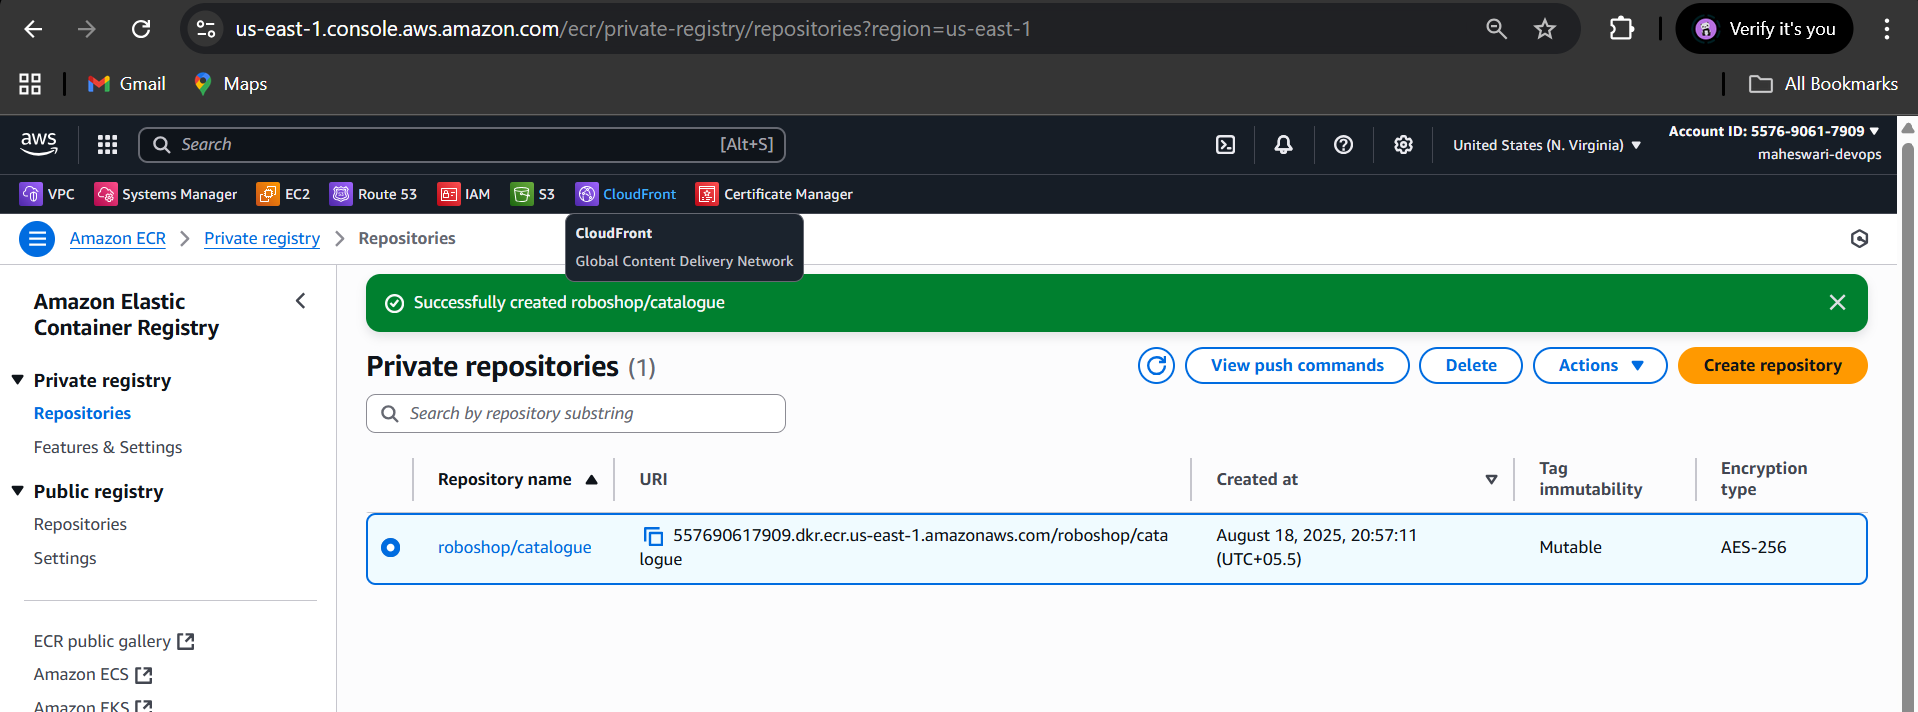 us-east-1.console.aws.amazon.com/ecr/private-registry/repositories?region=us-east-1
Verify it's you
Gmail
Maps
All Bookmarks
aws
Search
[Alt+S]
United States (N. Virginia)
Account ID: 5576-9061-7909
maheswari-devops
VPC
Systems Manager
EC2
Route 53
IAM
S3
CloudFront
Certificate Manager
Amazon ECR
Private registry
Repositories
CloudFront
Global Content Delivery Network
Amazon Elastic
Container Registry
Private registry
Repositories
Features & Settings
Public registry
Repositories
Settings
ECR public gallery
Amazon ECS
Amazon EKS
Successfully created roboshop/catalogue
Private repositories (1)
View push commands
Delete
Actions
Create repository
Search by repository substring
Repository name
URI
Created at
Tag
immutability
Encryption
type
roboshop/catalogue
557690617909.dkr.ecr.us-east-1.amazonaws.com/roboshop/cata
logue
August 18, 2025, 20:57:11
(UTC+05.5)
Mutable
AES-256